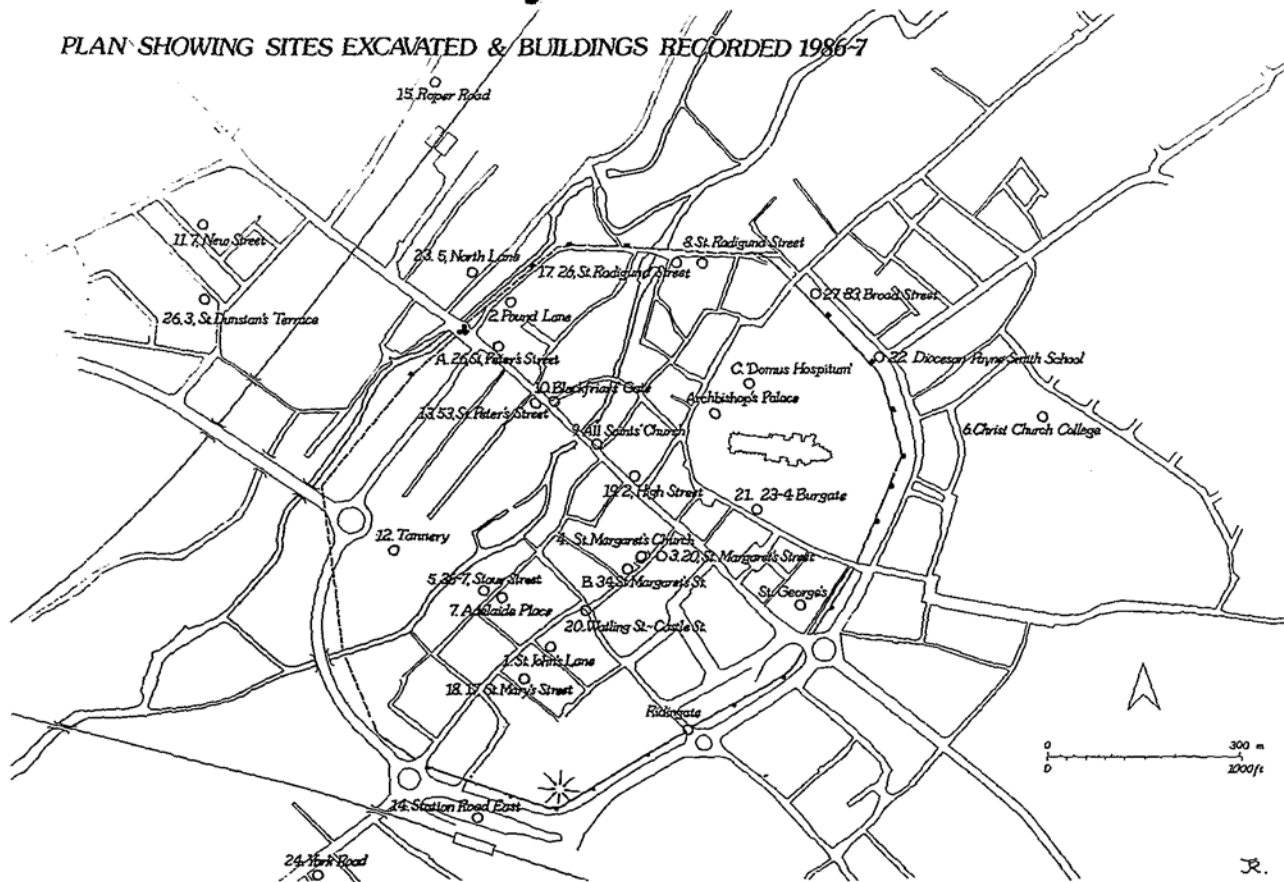 PLAN SHOWING SITES EXCAVATED & BUILDINGS RECORDED 1986-7
15. Roper Road
11. 7, New Street
23. 5, North Lane
8. St. Radigund Street
17. 26, St. Radigund Street
26. 3, St. Dunstan's Terrace
2. Pound Lane
27. 83, Broad Street
A. 26 St. Peter's Street
22. Diocesan Payne Smith School
C. 'Domus Hospitum'
10. Blackfriars Gate
Archbishop's Palace
13. 53, St. Peter's Street
9. All Saints' Church
6. Christ Church College
19. 2, High Street
21. 23-4 Burgate
12. Tannery
4. St. Margaret's Church
3. 20, St. Margaret's Street
B. 34 St Margaret's St.
5. 36-7, Stour Street
St. George's
7. Adelaide Place
20. Watling St.-Castle St.
1. St. John's Lane
18. 17, St. Mary's Street
Ridingate
0 300 m
0 1000ft
14. Station Road East
24. York Road
JR.